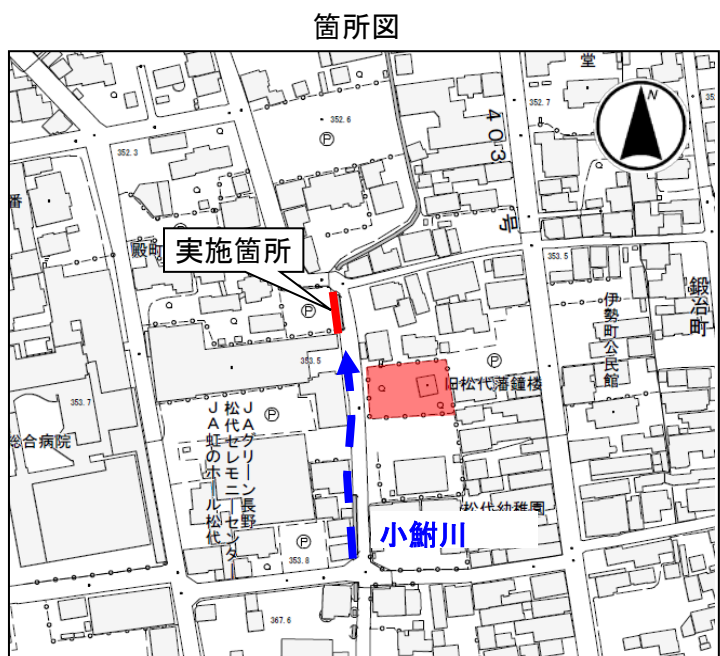 箇所図
堂
352.7
352.6
Ⓟ
N
352.3
403号
番
殿町
実施箇所
353.5
鍛冶町
伊勢町公民館
Ⓟ
Ⓟ
353.5
旧松代藩鐘楼
353.7
Ⓟ
総合病院
JAグリーン長野
松代セレモニーセンター
JA虹のホール松代
松代幼稚園
小鮒川
Ⓟ
353.8
367.6